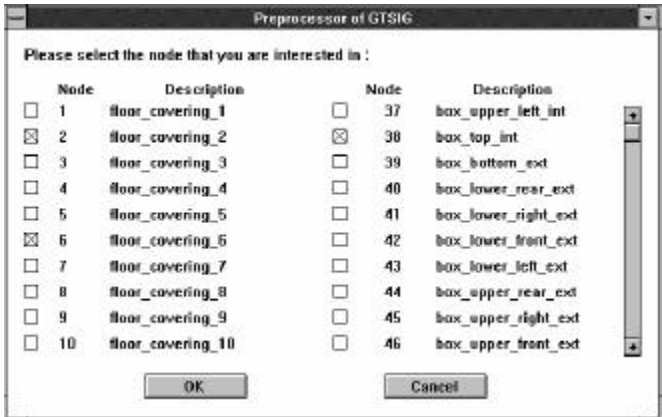 Preprocessor of GTSIG
Please select the node that you are interested in :
Node Description Node Description
1 floor_covering_1 37 box_upper_left_int
2 floor_covering_2 38 box_top_int
3 floor_covering_3 39 box_bottom_ext
4 floor_covering_4 40 box_lower_rear_ext
5 floor_covering_5 41 box_lower_right_ext
6 floor_covering_6 42 box_lower_front_ext
7 floor_covering_7 43 box_lower_left_ext
8 floor_covering_8 44 box_upper_rear_ext
9 floor_covering_9 45 box_upper_right_ext
10 floor_covering_10 46 box_upper_front_ext
OK Cancel